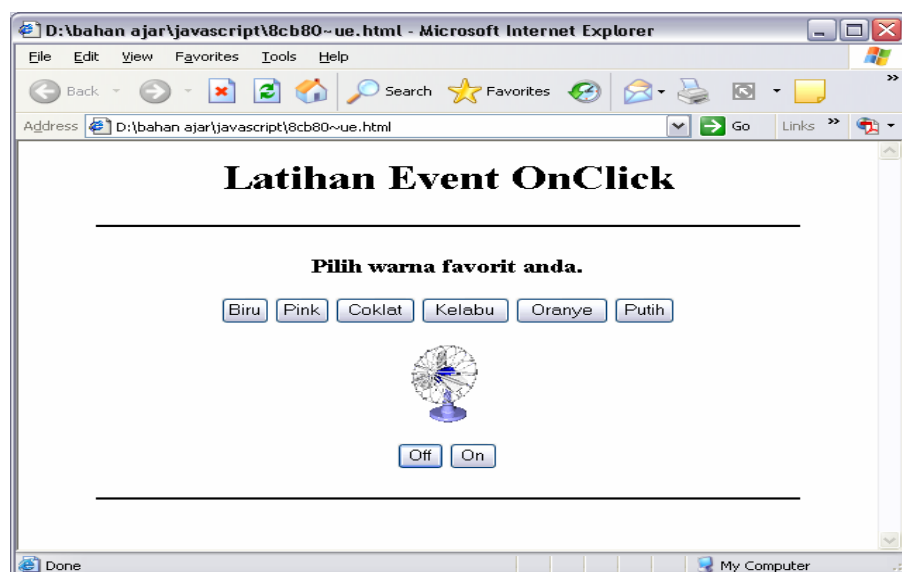 D:\bahan ajar\javascript\8cb80~ue.html - Microsoft Internet Explorer
File Edit View Favorites Tools Help
Back Search Favorites
Address D:\bahan ajar\javascript\8cb80~ue.html Go Links »
Latihan Event OnClick
Pilih warna favorit anda.
Biru Pink Coklat Kelabu Oranye Putih
Off On
Done My Computer